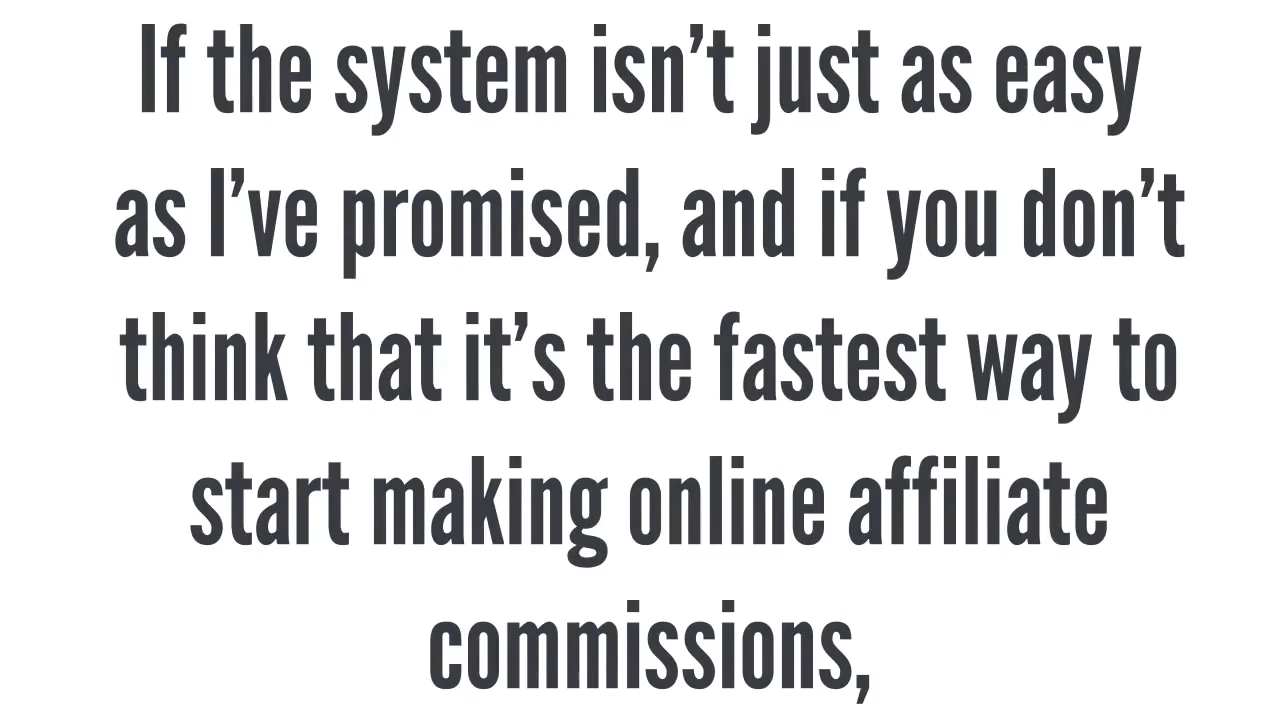 If the system isn’t just as easy
as I’ve promised, and if you don’t
think that it’s the fastest way to
start making online affiliate
commissions,